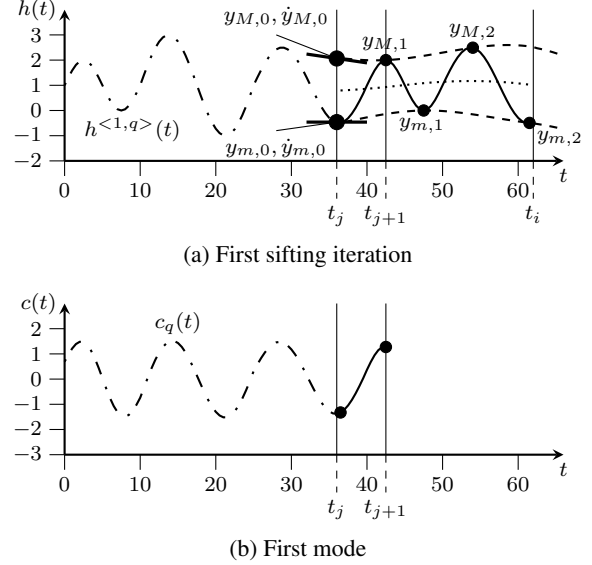 h(t)
y_{M,0}, ẏ_{M,0}
y_{M,1}
y_{M,2}
3
2
1
0
−1
−2
h^{<1,q>}(t)
y_{m,0}, ẏ_{m,0}
y_{m,1}
y_{m,2}
0 10 20 30 40 50 60 t
t_j t_{j+1} t_i
(a) First sifting iteration
c(t)
c_q(t)
2
1
0
−1
−2
−3
0 10 20 30 40 50 60 t
t_j t_{j+1}
(b) First mode